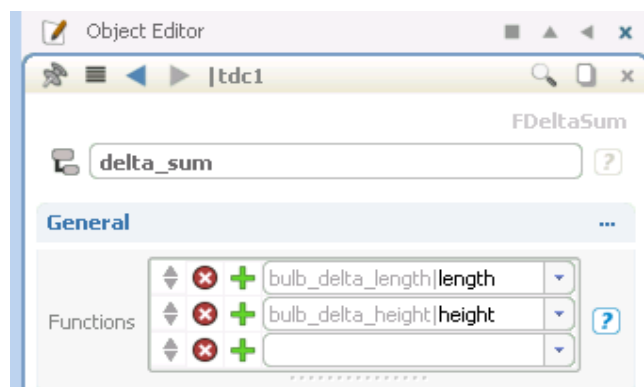 Object Editor
|tdc1
FDeltaSum
delta_sum
?
General
...
bulb_delta_length|length
Functions
bulb_delta_height|height
?